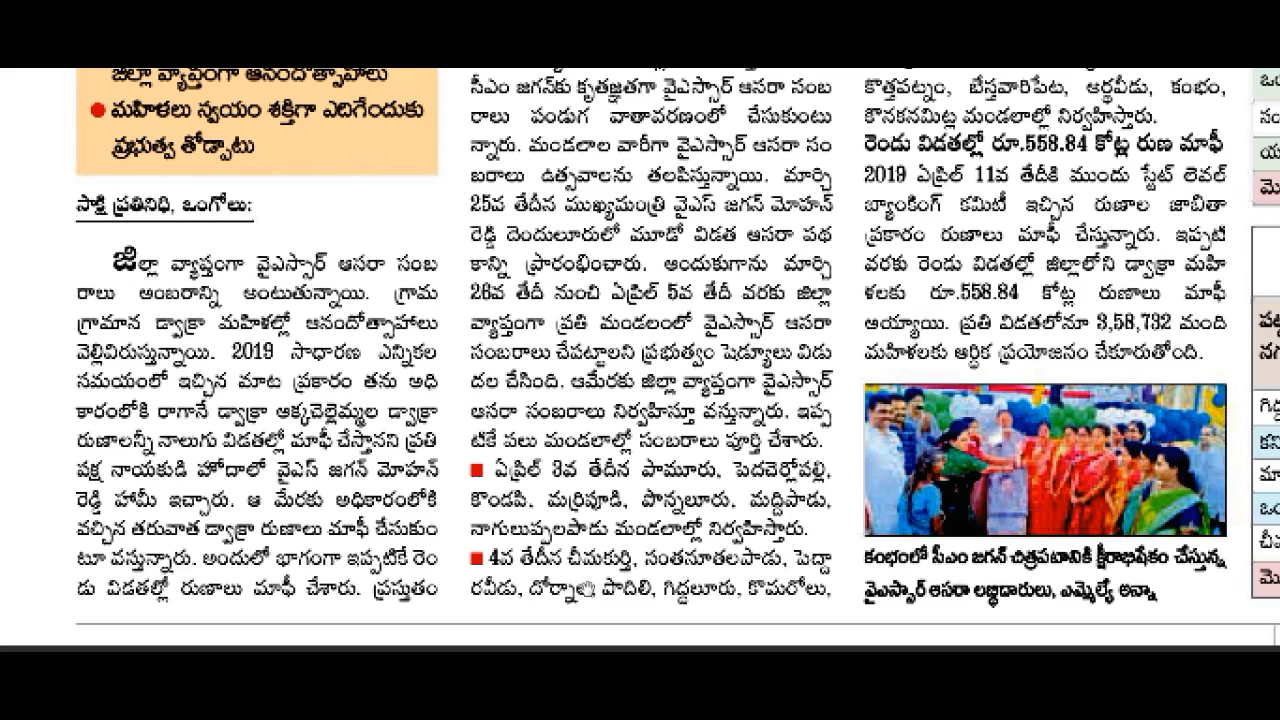 జిల్లా వ్యాప్తంగా ఆనందోత్సాహాలు
మహిళలు స్వయం శక్తిగా ఎదిగేందుకు
ప్రభుత్వ తోడ్పాటు
సాక్షి ప్రతినిధి, ఒంగోలు:
జిల్లా వ్యాప్తంగా వైఎస్సార్ ఆసరా సంబ
రాలు అంబరాన్ని అంటుతున్నాయి. గ్రామ
గ్రామాన డ్వాక్రా మహిళల్లో ఆనందోత్సాహాలు
వెల్లివిరుస్తున్నాయి. 2019 సాధారణ ఎన్నికల
సమయంలో ఇచ్చిన మాట ప్రకారం తను అధి
కారంలోకి రాగానే డ్వాక్రా అక్కచెల్లెమ్మల డ్వాక్రా
రుణాలన్నీ నాలుగు విడతల్లో మాఫీ చేస్తానని ప్రతి
పక్ష నాయకుడి హోదాలో వైఎస్ జగన్ మోహన్
రెడ్డి హామీ ఇచ్చారు. ఆ మేరకు అధికారంలోకి
వచ్చిన తరువాత డ్వాక్రా రుణాలు మాఫీ చేసుకుం
టూ వస్తున్నారు. అందులో భాగంగా ఇప్పటికే రెం
డు విడతల్లో రుణాలు మాఫీ చేశారు. ప్రస్తుతం
సీఎం జగన్‌కు కృతజ్ఞతగా వైఎస్సార్ ఆసరా సంబ
రాలు పండుగ వాతావరణంలో చేసుకుంటు
న్నారు. మండలాల వారీగా వైఎస్సార్ ఆసరా సం
బరాలు ఉత్సవాలను తలపిస్తున్నాయి. మార్చి
25వ తేదీన ముఖ్యమంత్రి వైఎస్ జగన్ మోహన్
రెడ్డి దెందులూరులో మూడో విడత ఆసరా పథ
కాన్ని ప్రారంభించారు. అందుకుగాను మార్చి
26వ తేదీ నుంచి ఏప్రిల్ 5వ తేదీ వరకు జిల్లా
వ్యాప్తంగా ప్రతి మండలంలో వైఎస్సార్ ఆసరా
సంబరాలు చేపట్టాలని ప్రభుత్వం షెడ్యూలు విడు
దల చేసింది. ఆమేరకు జిల్లా వ్యాప్తంగా వైఎస్సార్
ఆసరా సంబరాలు నిర్వహిస్తూ వస్తున్నారు. ఇప్ప
టికే పలు మండలాల్లో సంబరాలు పూర్తి చేశారు.
■ ఏప్రిల్ 3వ తేదీన పామూరు, పెదచెర్లోపల్లి,
కొండపి, మర్రిపూడి, పొన్నలూరు, మద్దిపాడు,
నాగులుప్పలపాడు మండలాల్లో నిర్వహిస్తారు.
■ 4వ తేదీన చీమకుర్తి, సంతనూతలపాడు, పెద్దా
రవీడు, దోర్నా పొదిలి, గిద్దలూరు, కొమరోలు,
కొత్తపట్నం, బేస్తవారిపేట, అర్ధవీడు, కంభం,
కొనకనమిట్ల మండలాల్లో నిర్వహిస్తారు.
రెండు విడతల్లో రూ.558.84 కోట్ల రుణ మాఫీ
2019 ఏప్రిల్ 11వ తేదీకి ముందు స్టేట్ లెవల్
బ్యాంకింగ్ కమిటీ ఇచ్చిన రుణాల జాబితా
ప్రకారం రుణాలు మాఫీ చేస్తున్నారు. ఇప్పటి
వరకు రెండు విడతల్లో జిల్లాలోని డ్వాక్రా మహి
ళలకు రూ.558.84 కోట్ల రుణాలు మాఫీ
అయ్యాయి. ప్రతి విడతలోనూ 3,58,732 మంది
మహిళలకు ఆర్థిక ప్రయోజనం చేకూరుతోంది.
కంభంలో సీఎం జగన్ చిత్రపటానికి క్షీరాభిషేకం చేస్తున్న
వైఎస్సార్ ఆసరా లబ్ధిదారులు, ఎమ్మెల్యే అన్నా